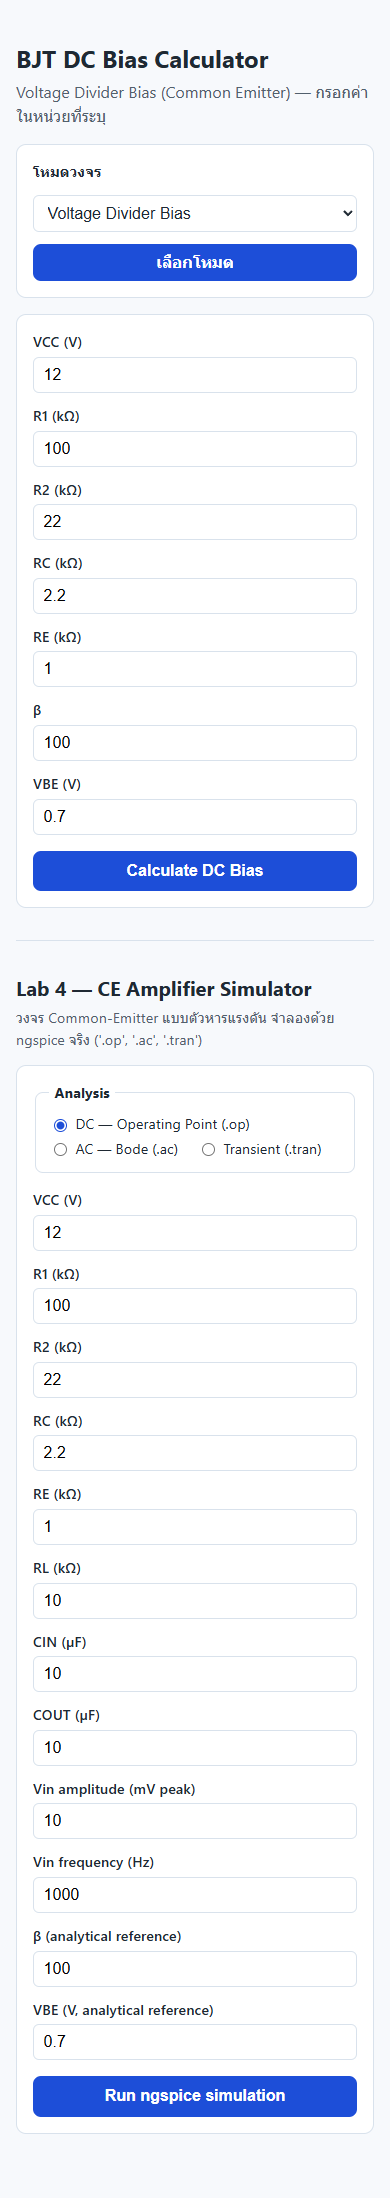 BJT DC Bias Calculator
Voltage Divider Bias (Common Emitter) — กรอกค่า
ในหน่วยที่ระบุ
โหมดวงจร
Voltage Divider Bias
เลือกโหมด
VCC (V)
12
R1 (kΩ)
100
R2 (kΩ)
22
RC (kΩ)
2.2
RE (kΩ)
1
β
100
VBE (V)
0.7
Calculate DC Bias
Lab 4 — CE Amplifier Simulator
วงจร Common-Emitter แบบตัวหารแรงดัน จำลองด้วย
ngspice จริง ('.op', '.ac', '.tran')
Analysis
DC — Operating Point (.op)
AC — Bode (.ac) Transient (.tran)
VCC (V)
12
R1 (kΩ)
100
R2 (kΩ)
22
RC (kΩ)
2.2
RE (kΩ)
1
RL (kΩ)
10
CIN (µF)
10
COUT (µF)
10
Vin amplitude (mV peak)
10
Vin frequency (Hz)
1000
β (analytical reference)
100
VBE (V, analytical reference)
0.7
Run ngspice simulation